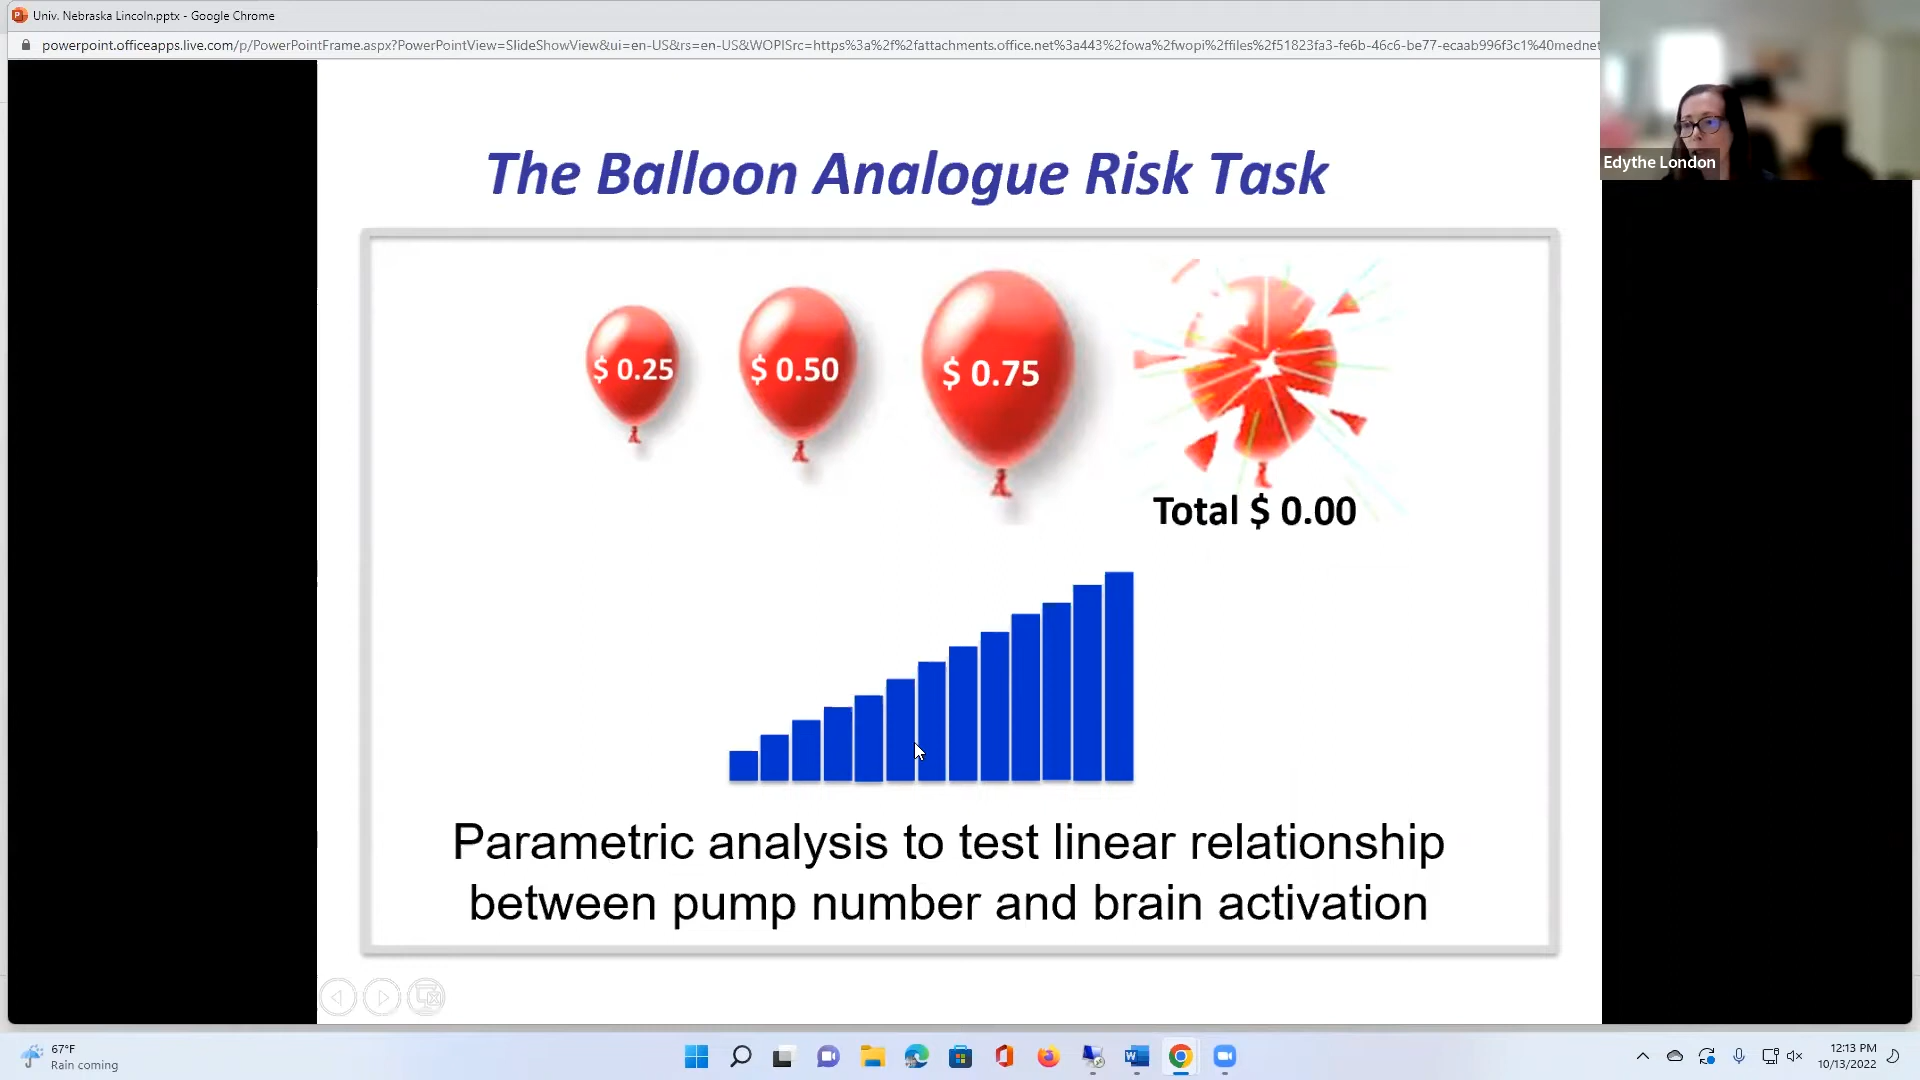 Univ. Nebraska Lincoln.pptx - Google Chrome
powerpoint.officeapps.live.com/p/PowerPointFrame.aspx?PowerPointView=SlideShowView&ui=en-US&rs=en-US&WOPISrc=https%3a%2f%2fattachments.office.net%3a443%2fowa%2fwopi%2ffiles%2f51823fa3-fe6b-46c6-be77-ecaab996f3c1%40mednet
Edythe London
The Balloon Analogue Risk Task
$ 0.25
$ 0.50
$ 0.75
Total $ 0.00
Parametric analysis to test linear relationship
between pump number and brain activation
67°F
Rain coming
12:13 PM
10/13/2022